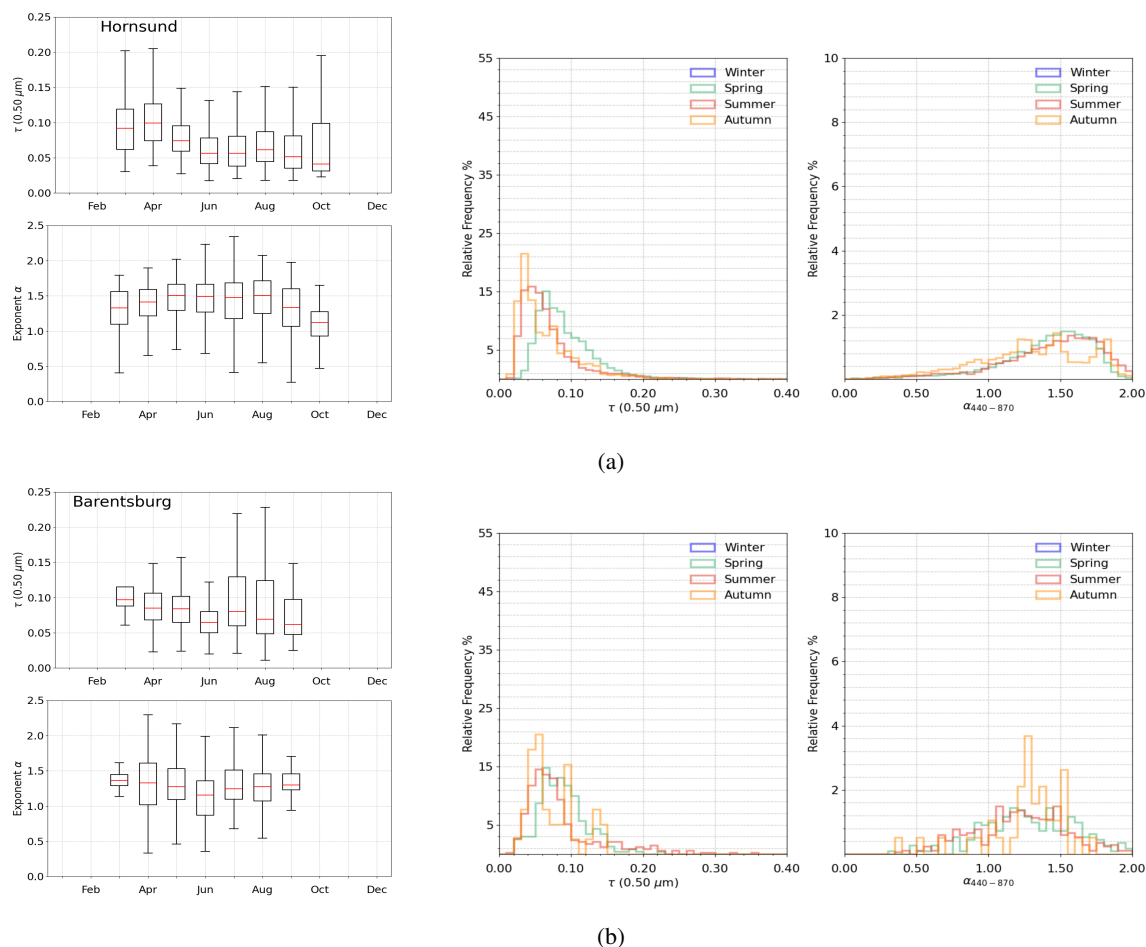 Hornsund
0.25
0.20
0.15
0.10
0.05
0.00
τ (0.50 μm)
Feb Apr Jun Aug Oct Dec
2.5
2.0
1.5
1.0
0.5
0.0
Exponent α
Feb Apr Jun Aug Oct Dec
55
45
35
25
15
5
Relative Frequency %
Winter
Spring
Summer
Autumn
0.00 0.10 0.20 0.30 0.40
τ (0.50 μm)
10
8
6
4
2
Relative Frequency %
Winter
Spring
Summer
Autumn
0.00 1.00 2.00
α440−870
(a)
Barentsburg
0.25
0.20
0.15
0.10
0.05
0.00
τ (0.50 μm)
Feb Apr Jun Aug Oct Dec
2.5
2.0
1.5
1.0
0.5
0.0
Exponent α
Feb Apr Jun Aug Oct Dec
55
45
35
25
15
5
Relative Frequency %
Winter
Spring
Summer
Autumn
0.00 0.10 0.20 0.30 0.40
τ (0.50 μm)
10
8
6
4
2
Relative Frequency %
Winter
Spring
Summer
Autumn
0.00 1.00 2.00
α440−870
(b)